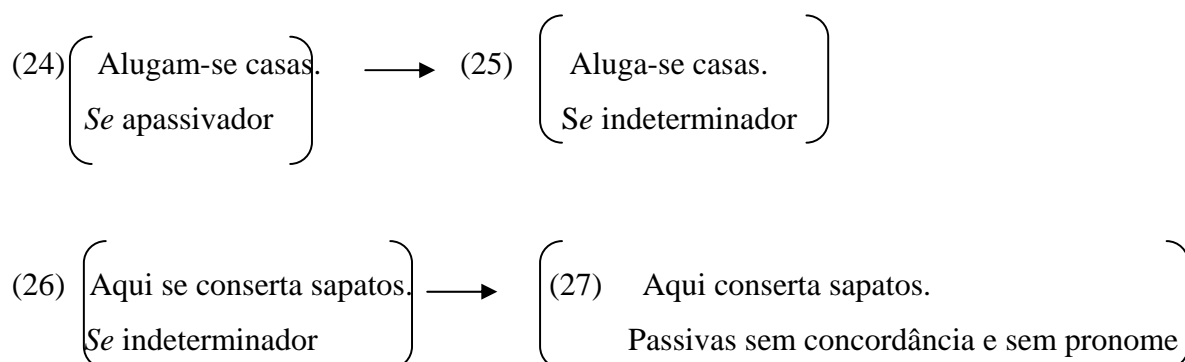 (24) Alugam-se casas. (25) Aluga-se casas.
Se apassivador Se indeterminador
(26) Aqui se conserta sapatos. (27) Aqui conserta sapatos.
Se indeterminador Passivas sem concordância e sem pronome